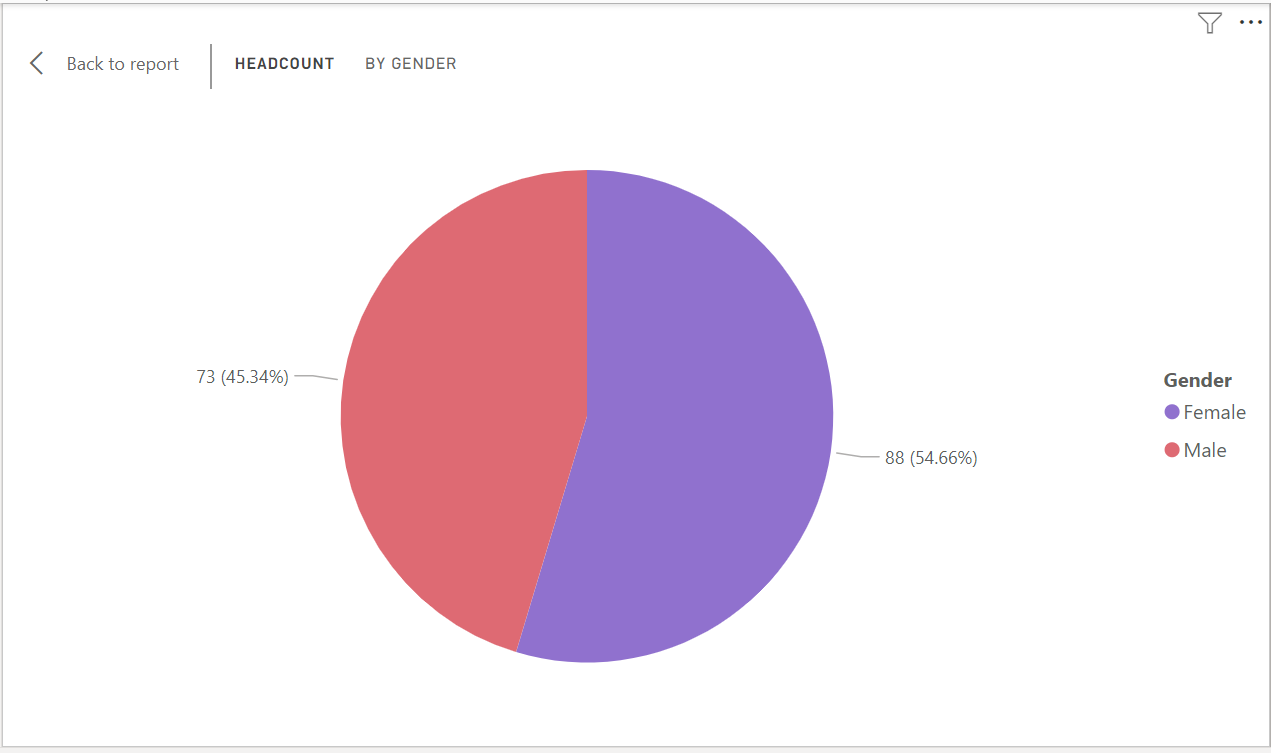 Back to report
HEADCOUNT BY GENDER
73 (45.34%)
88 (54.66%)
Gender
Female
Male